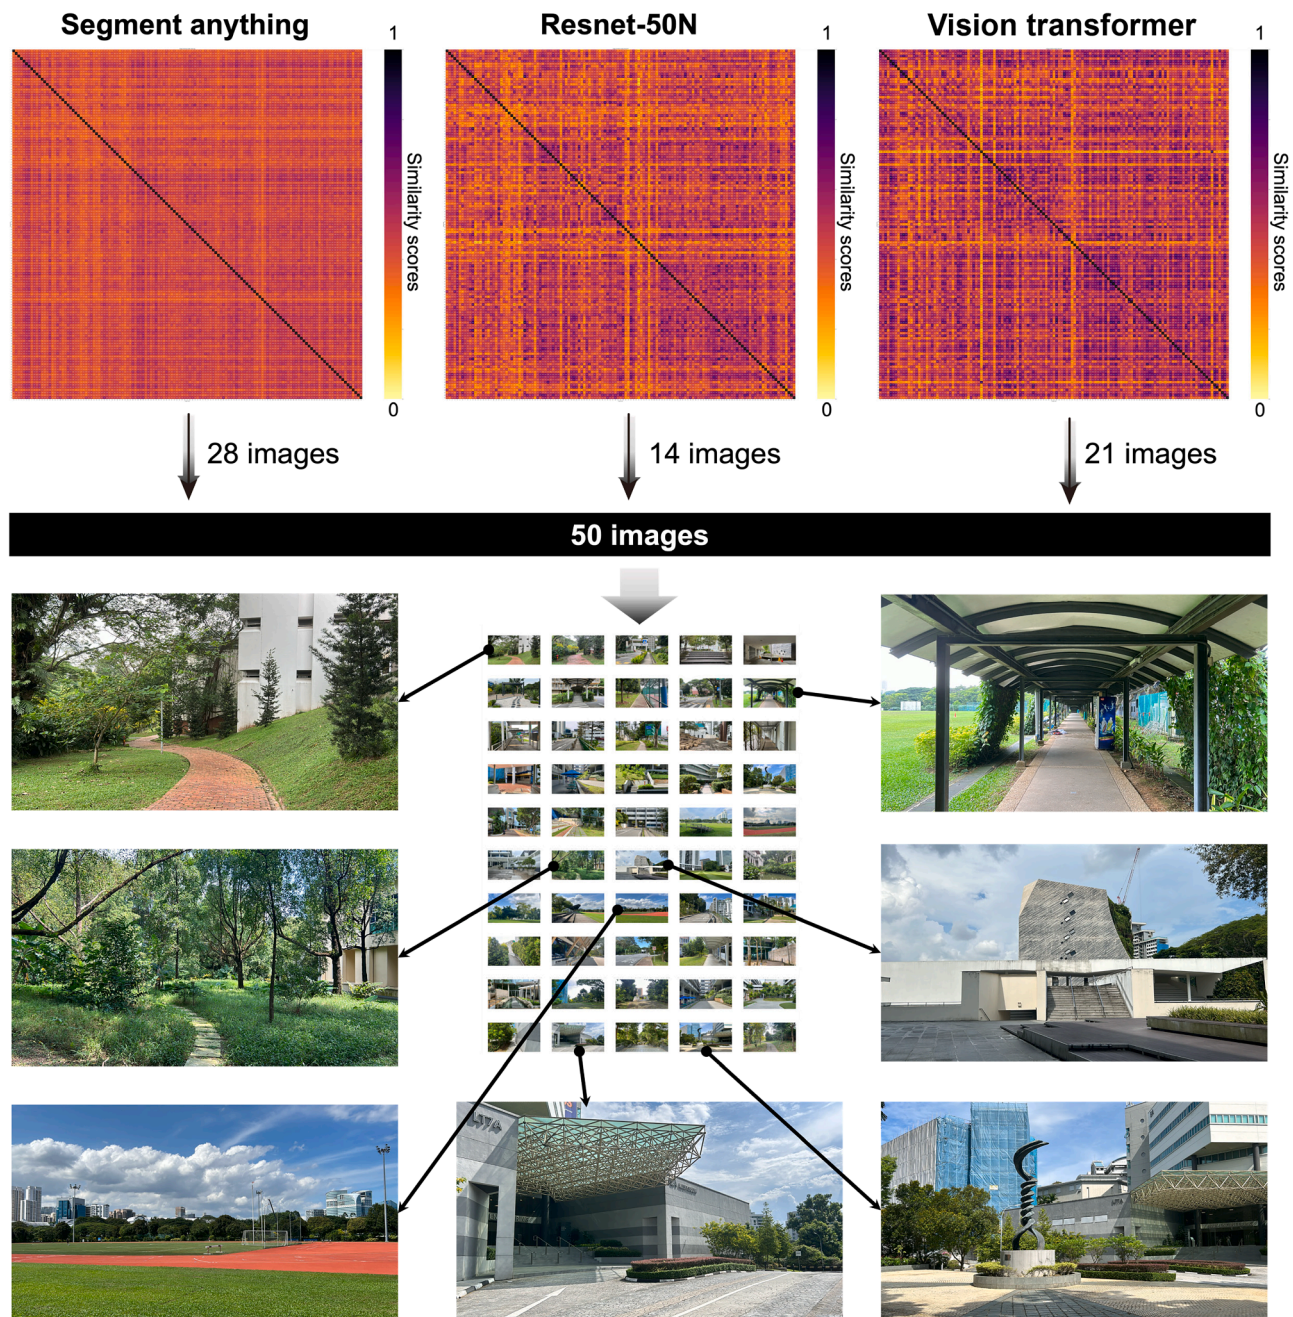 Segment anything
Resnet-50N
Vision transformer
1
1
1
Similarity scores
Similarity scores
Similarity scores
0
0
0
28 images
14 images
21 images
50 images